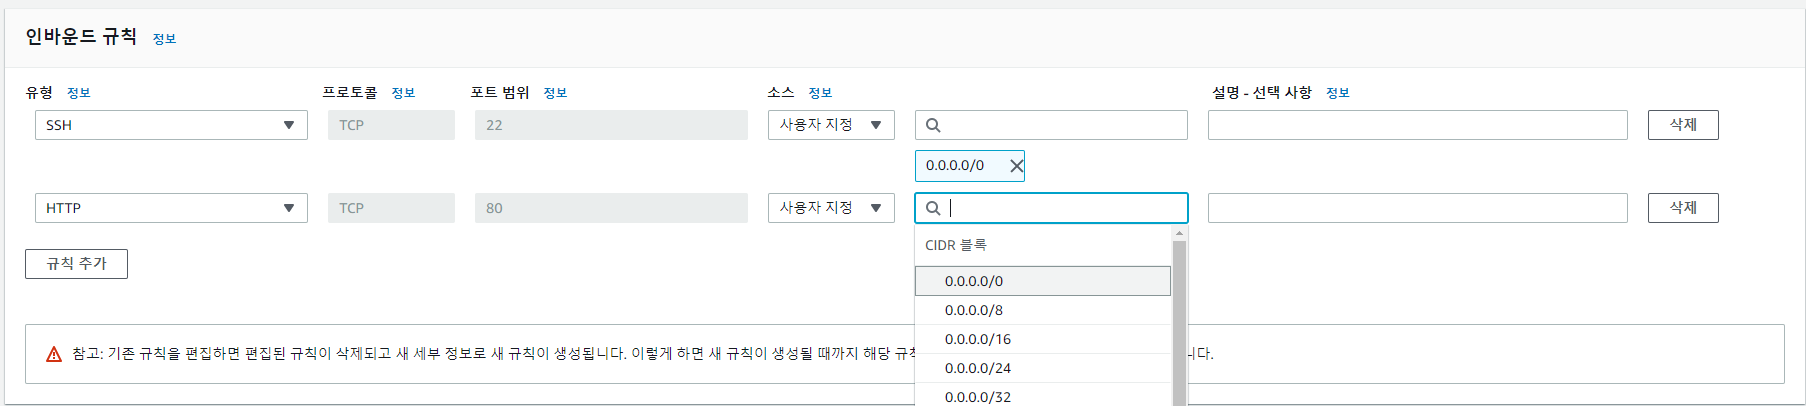 인바운드 규칙 정보
유형 정보 프로토콜 정보 포트 범위 정보 소스 정보 설명 - 선택 사항 정보
SSH TCP 22 사용자 지정 삭제
0.0.0.0/0
HTTP TCP 80 사용자 지정 삭제
CIDR 블록
규칙 추가
0.0.0.0/0
0.0.0.0/8
0.0.0.0/16
참고: 기존 규칙을 편집하면 편집된 규칙이 삭제되고 새 세부 정보로 새 규칙이 생성됩니다. 이렇게 하면 새 규칙이 생성될 때까지 해당 규칙 니다.
0.0.0.0/24
0.0.0.0/32